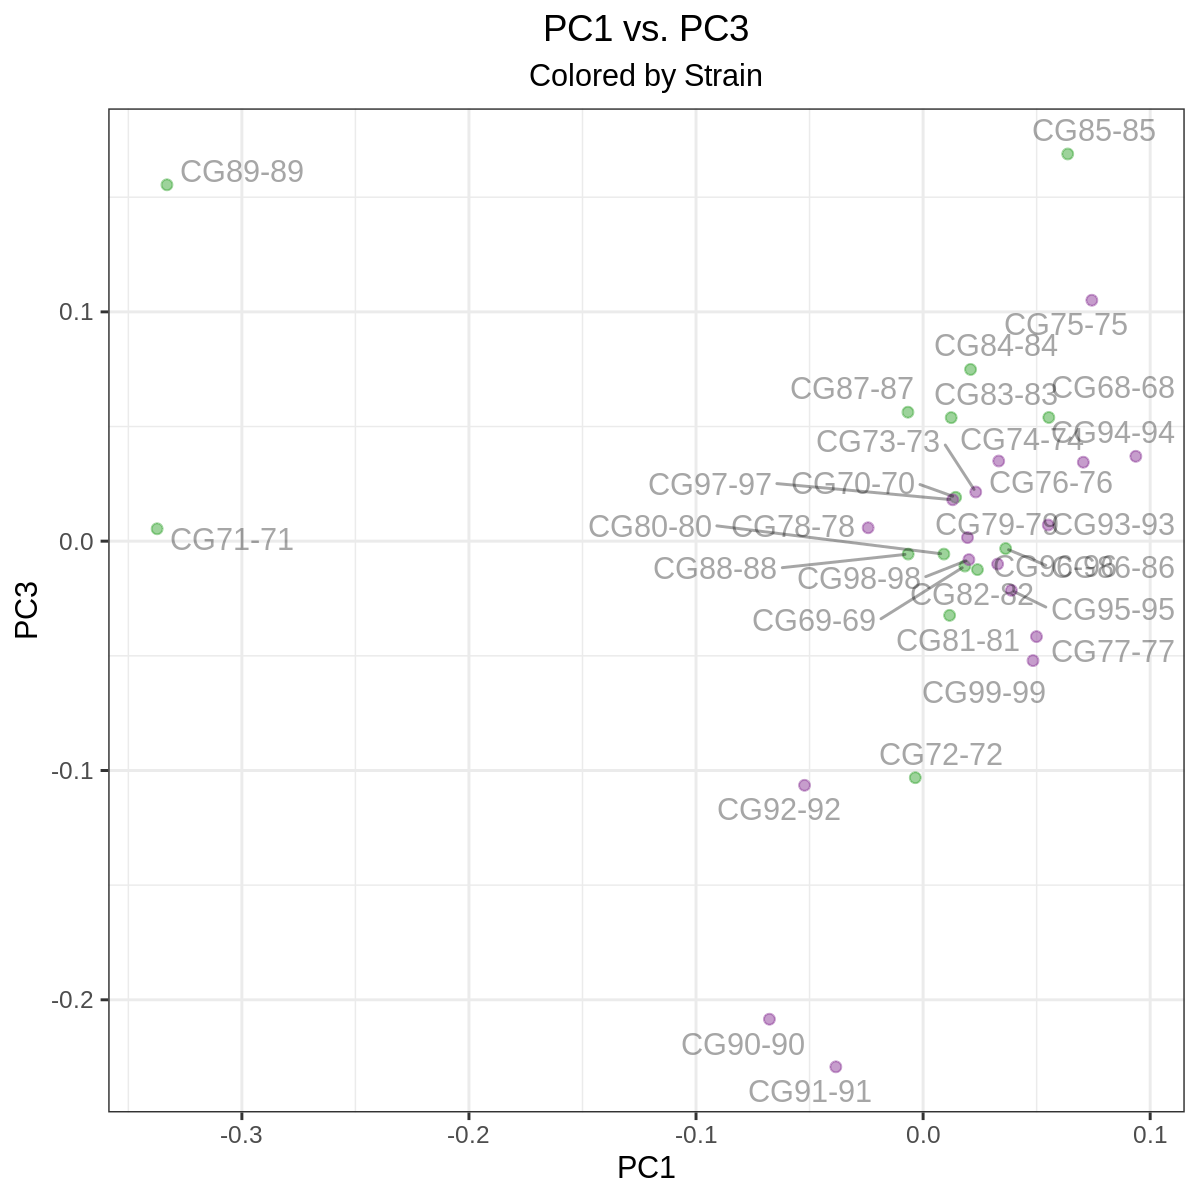 PC1 vs. PC3
Colored by Strain
CG85-85
CG89-89
0.1
CG75-75
CG84-84
CG87-87
CG68-68
CG83-83
CG94-94
CG73-73
CG74-74
CG97-97
CG70-70
CG76-76
CG80-80
CG78-78
CG79-79
CG93-93
CG71-71
0.0
CG88-88
CG98-98
CG96-96
CG86-86
CG82-82
CG95-95
CG69-69
CG81-81
CG77-77
CG99-99
PC3
CG72-72
-0.1
CG92-92
-0.2
CG90-90
CG91-91
-0.3
-0.2
-0.1
0.0
0.1
PC1